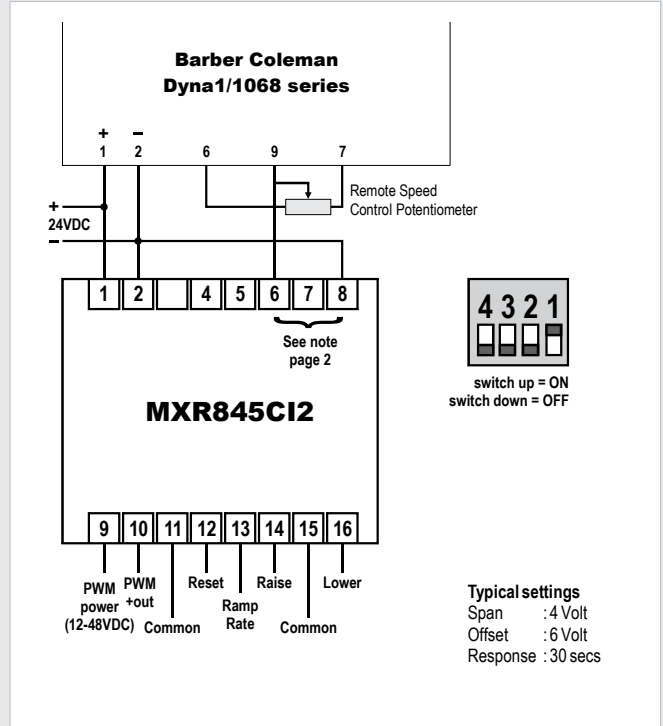 Barber Coleman
Dyna1/1068 series
+ −
1 2 6 9 7
Remote Speed
Control Potentiometer
+
24VDC
−
1 2 4 5 6 7 8
See note
page 2
4 3 2 1
switch up = ON
switch down = OFF
MXR845CI2
9 10 11 12 13 14 15 16
PWM
power
(12-48VDC)
PWM
+out
Common
Reset
Ramp
Rate
Raise
Common
Lower
Typical settings
Span : 4 Volt
Offset : 6 Volt
Response : 30 secs